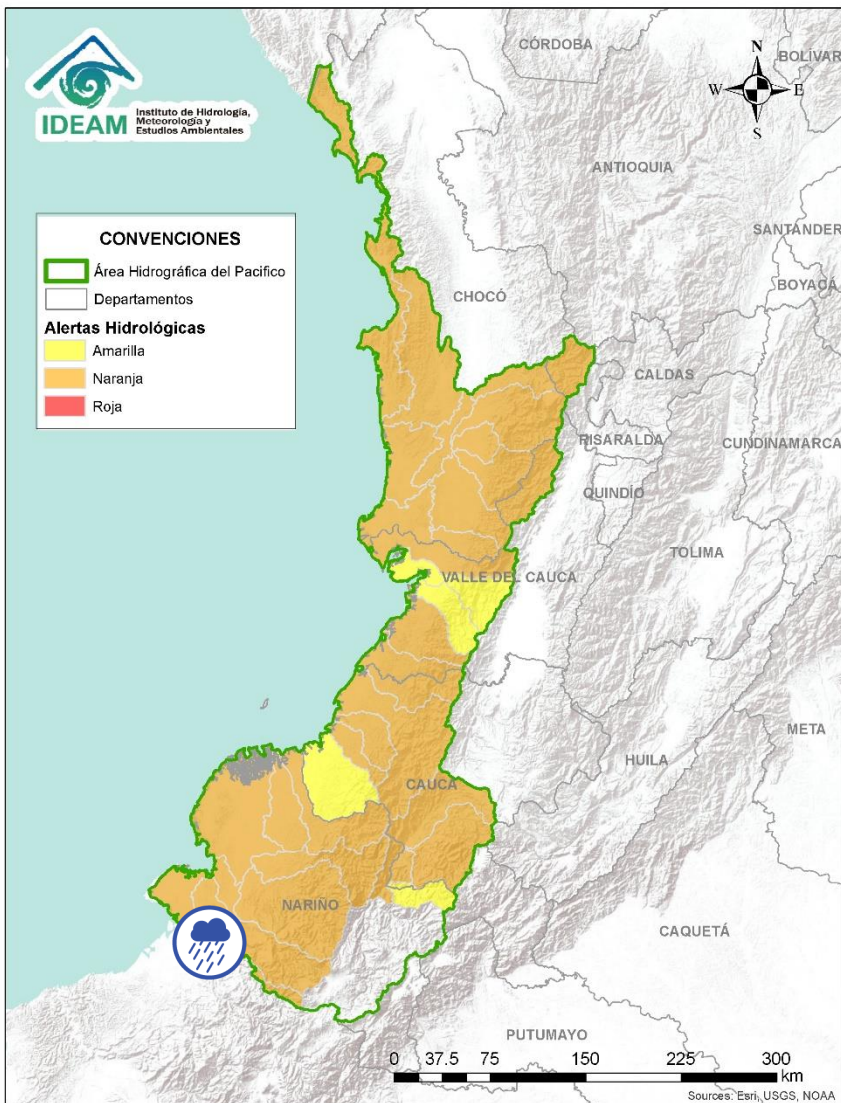 IDEAM
Instituto de Hidrología,
Meteorología y
Estudios Ambientales
CÓRDOBA
BOLÍVAR
N
W
E
S
ANTIOQUIA
SANTANDER
BOYACÁ
CONVENCIONES
Área Hidrográfica del Pacifico
Departamentos
Alertas Hidrológicas
Amarilla
Naranja
Roja
CHOCÓ
CALDAS
RISARALDA
CUNDINAMARCA
QUINDÍO
TOLIMA
VALLE DEL CAUCA
META
HUILA
CAUCA
NARIÑO
CAQUETÁ
PUTUMAYO
0 37.5 75 150 225 300
km
Sources: Esri, USGS, NOAA